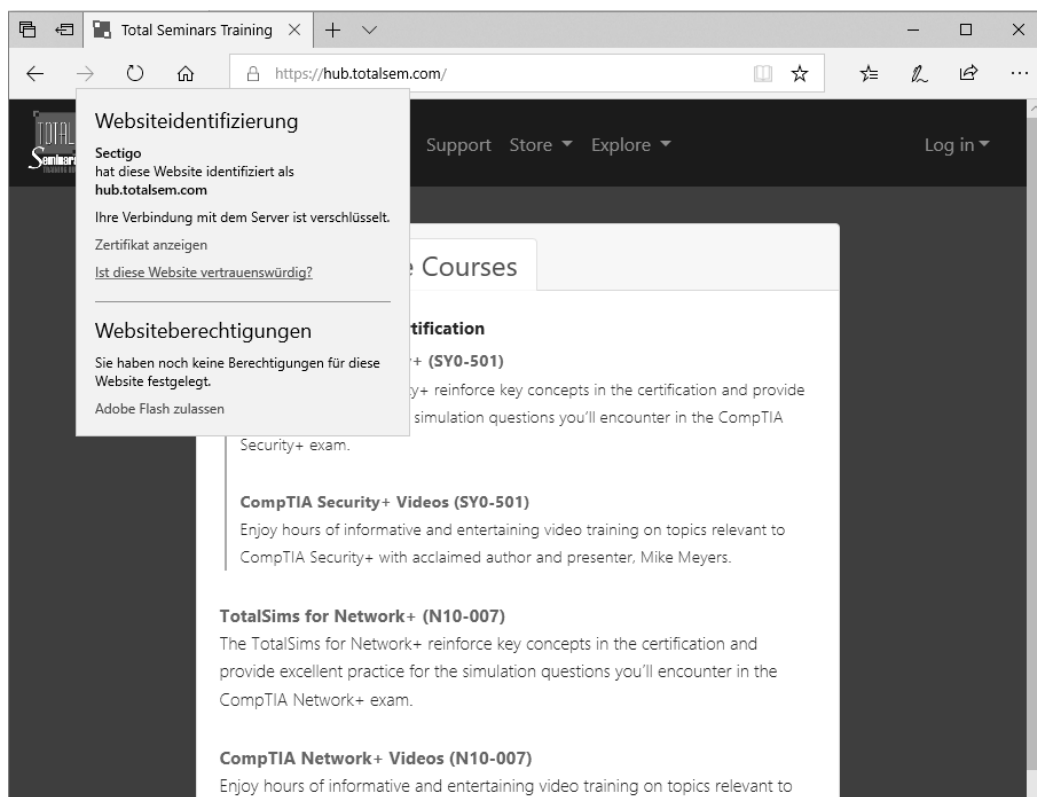 Total Seminars Training
https://hub.totalsem.com/
TOTAL
Seminars
Support Store Explore Log in
Websiteidentifizierung
Sectigo
hat diese Website identifiziert als
hub.totalsem.com
Ihre Verbindung mit dem Server ist verschlüsselt.
Zertifikat anzeigen
Ist diese Website vertrauenswürdig?
Websiteberechtigungen
Sie haben noch keine Berechtigungen für diese
Website festgelegt.
Adobe Flash zulassen
Courses
tification
+ (SY0-501)
y+ reinforce key concepts in the certification and provide
simulation questions you'll encounter in the CompTIA
Security+ exam.
CompTIA Security+ Videos (SY0-501)
Enjoy hours of informative and entertaining video training on topics relevant to
CompTIA Security+ with acclaimed author and presenter, Mike Meyers.
TotalSims for Network+ (N10-007)
The TotalSims for Network+ reinforce key concepts in the certification and
provide excellent practice for the simulation questions you'll encounter in the
CompTIA Network+ exam.
CompTIA Network+ Videos (N10-007)
Enjoy hours of informative and entertaining video training on topics relevant to